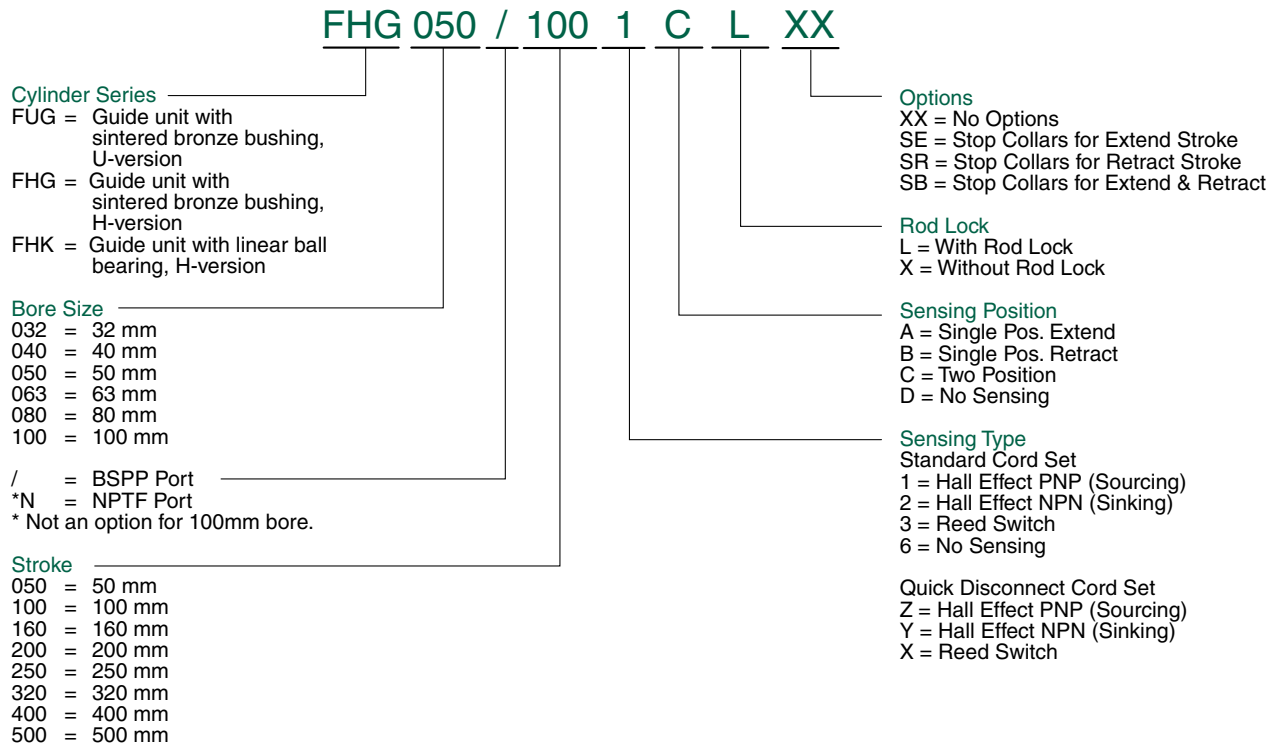 FHG 050 / 100 1 C L XX
Cylinder Series
FUG = Guide unit with
sintered bronze bushing,
U-version
FHG = Guide unit with
sintered bronze bushing,
H-version
FHK = Guide unit with linear ball
bearing, H-version
Bore Size
032 = 32 mm
040 = 40 mm
050 = 50 mm
063 = 63 mm
080 = 80 mm
100 = 100 mm
/ = BSPP Port
*N = NPTF Port
* Not an option for 100mm bore.
Stroke
050 = 50 mm
100 = 100 mm
160 = 160 mm
200 = 200 mm
250 = 250 mm
320 = 320 mm
400 = 400 mm
500 = 500 mm
Options
XX = No Options
SE = Stop Collars for Extend Stroke
SR = Stop Collars for Retract Stroke
SB = Stop Collars for Extend & Retract
Rod Lock
L = With Rod Lock
X = Without Rod Lock
Sensing Position
A = Single Pos. Extend
B = Single Pos. Retract
C = Two Position
D = No Sensing
Sensing Type
Standard Cord Set
1 = Hall Effect PNP (Sourcing)
2 = Hall Effect NPN (Sinking)
3 = Reed Switch
6 = No Sensing
Quick Disconnect Cord Set
Z = Hall Effect PNP (Sourcing)
Y = Hall Effect NPN (Sinking)
X = Reed Switch